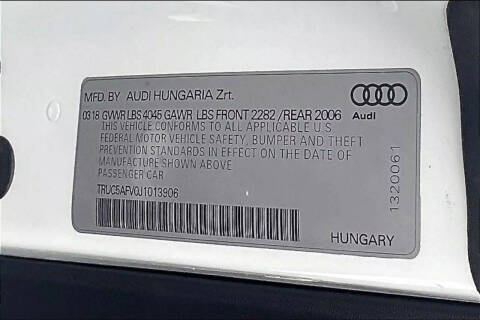 MFD. BY AUDI HUNGARIA Zrt.
0318 GVWR LBS 4045 GAWR LBS FRONT 2282 /REAR 2006
THIS VEHICLE CONFORMS TO ALL APPLICABLE U.S.
FEDERAL MOTOR VEHICLE SAFETY, BUMPER AND THEFT
PREVENTION STANDARDS IN EFFECT ON THE DATE OF
MANUFACTURE SHOWN ABOVE
PASSENGER CAR
TRUC5AFV0J1013906
Audi
1320061
HUNGARY